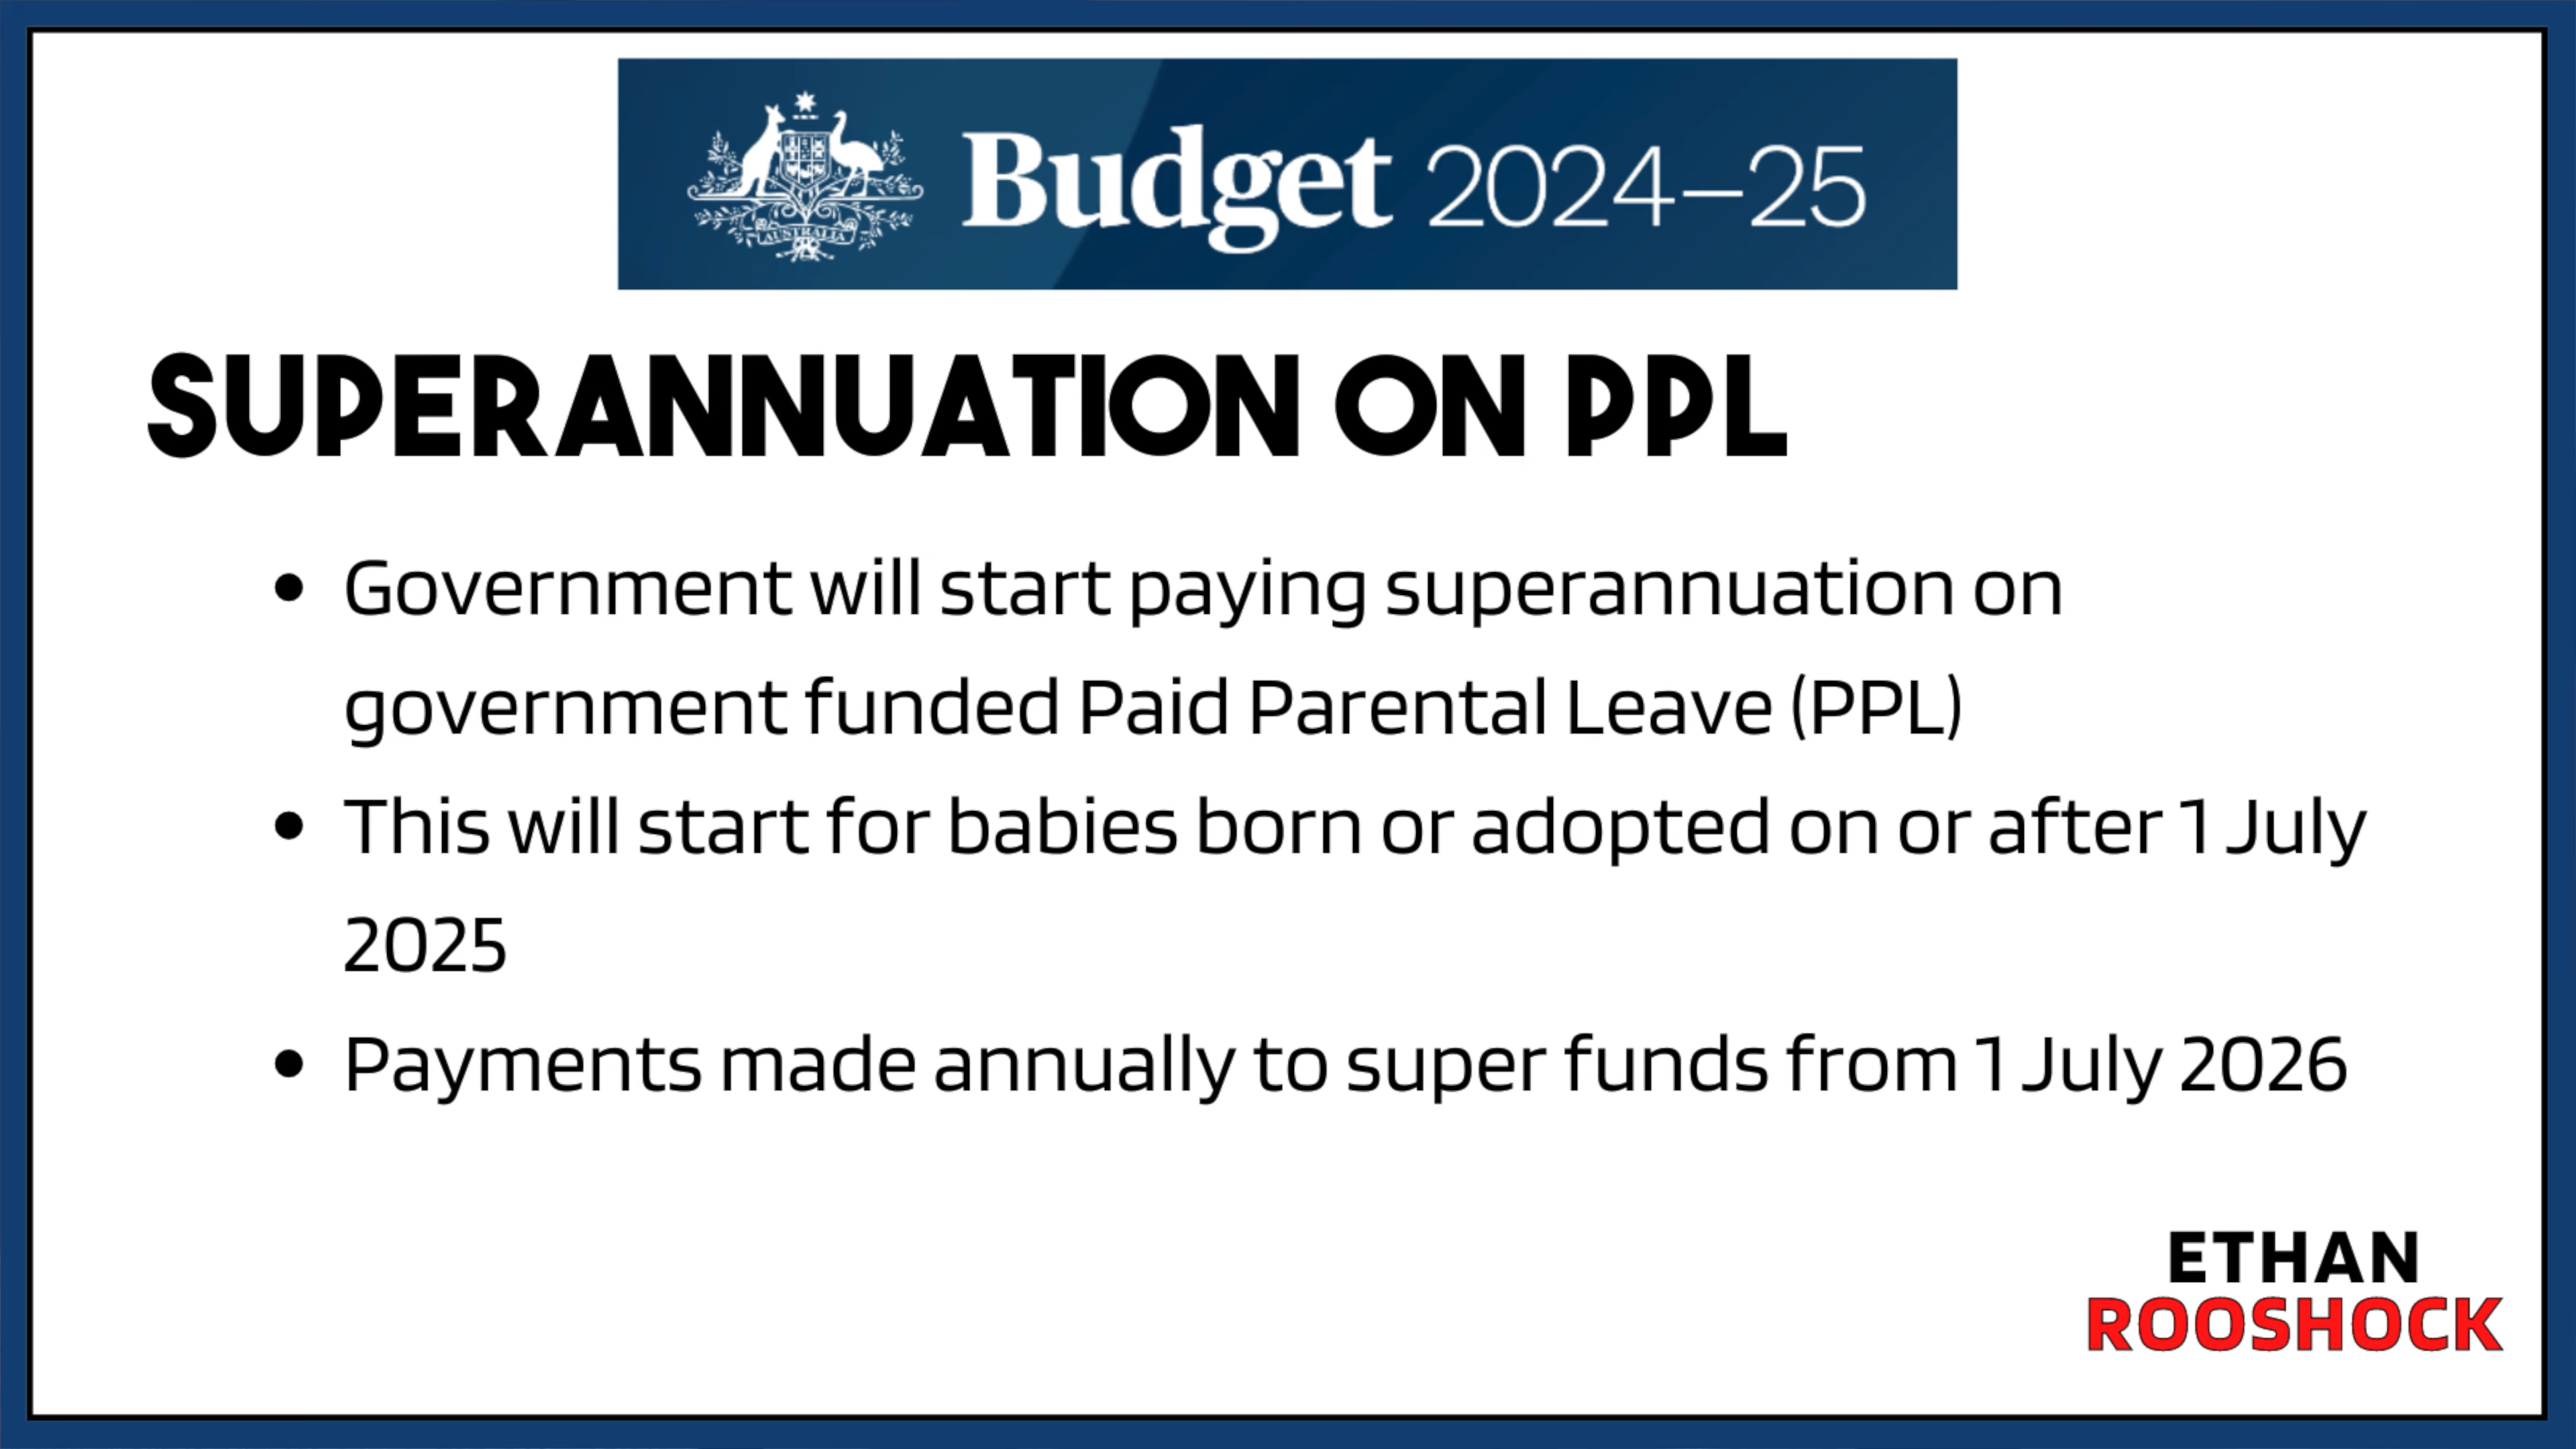 AUSTRALIA
Budget 2024–25
SUPERANNUATION ON PPL
• Government will start paying superannuation on
government funded Paid Parental Leave (PPL)
• This will start for babies born or adopted on or after 1 July
2025
• Payments made annually to super funds from 1 July 2026
ETHAN
ROOSHOCK